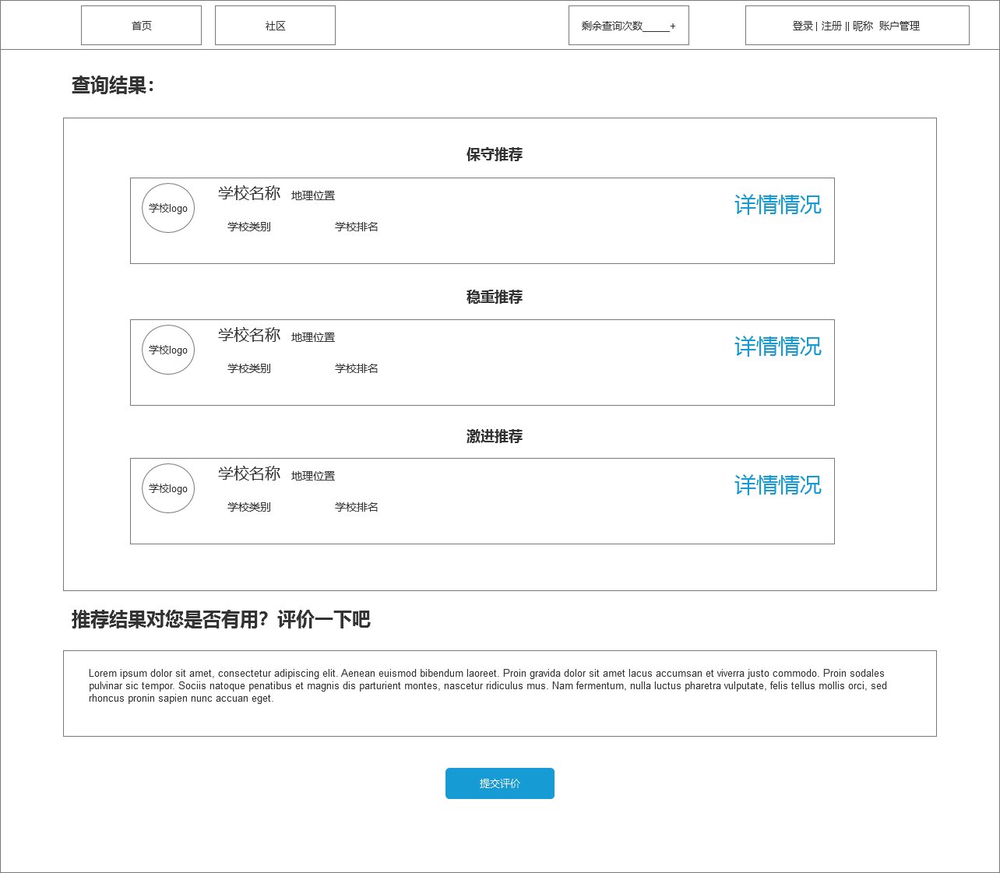 首页
社区
剩余查询次数_____+
登录 | 注册 || 昵称 账户管理
查询结果：
保守推荐
学校logo
学校名称 地理位置
详情情况
学校类别 学校排名
稳重推荐
学校logo
学校名称 地理位置
详情情况
学校类别 学校排名
激进推荐
学校logo
学校名称 地理位置
详情情况
学校类别 学校排名
推荐结果对您是否有用？评价一下吧
Lorem ipsum dolor sit amet, consectetur adipiscing elit. Aenean euismod bibendum laoreet. Proin gravida dolor sit amet lacus accumsan et viverra justo commodo. Proin sodales
pulvinar sic tempor. Sociis natoque penatibus et magnis dis parturient montes, nascetur ridiculus mus. Nam fermentum, nulla luctus pharetra vulputate, felis tellus mollis orci, sed
rhoncus pronin sapien nunc accuan eget.
提交评价